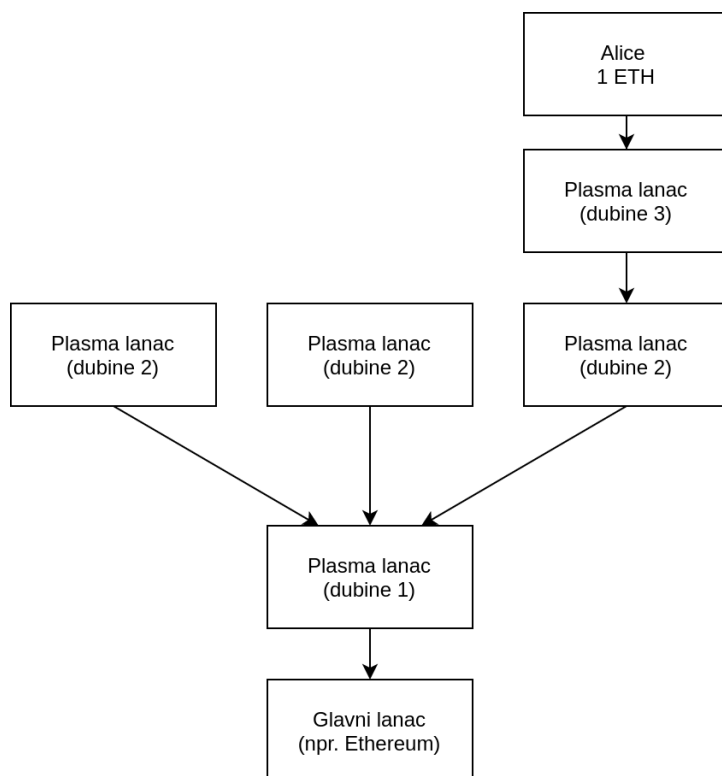 Alice
1 ETH
Plasma lanac
(dubine 3)
Plasma lanac
(dubine 2)
Plasma lanac
(dubine 2)
Plasma lanac
(dubine 2)
Plasma lanac
(dubine 1)
Glavni lanac
(npr. Ethereum)